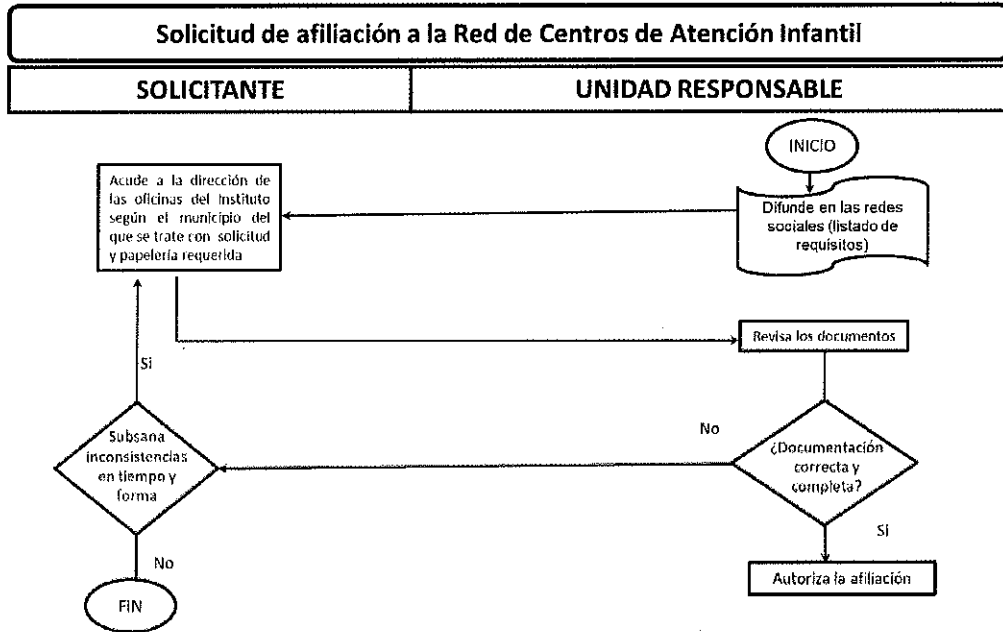 Solicitud de afiliación a la Red de Centros de Atención Infantil
SOLICITANTE
UNIDAD RESPONSABLE
INICIO
Difunde en las redes
sociales (listado de
requisitos)
Acude a la dirección de
las oficinas del Instituto
según el municipio del
que se trate con solicitud
y papelería requerida
Revisa los documentos
Si
No
Subsana
inconsistencias
en tiempo y
forma
¿Documentación
correcta y
completa?
No
Si
FIN
Autoriza la afiliación